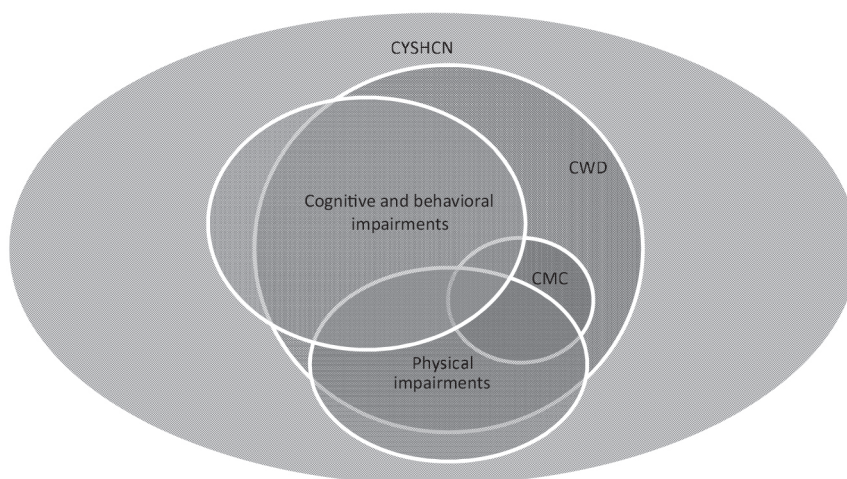 CYSHCN
CWD
Cognitive and behavioral
impairments
CMC
Physical
impairments